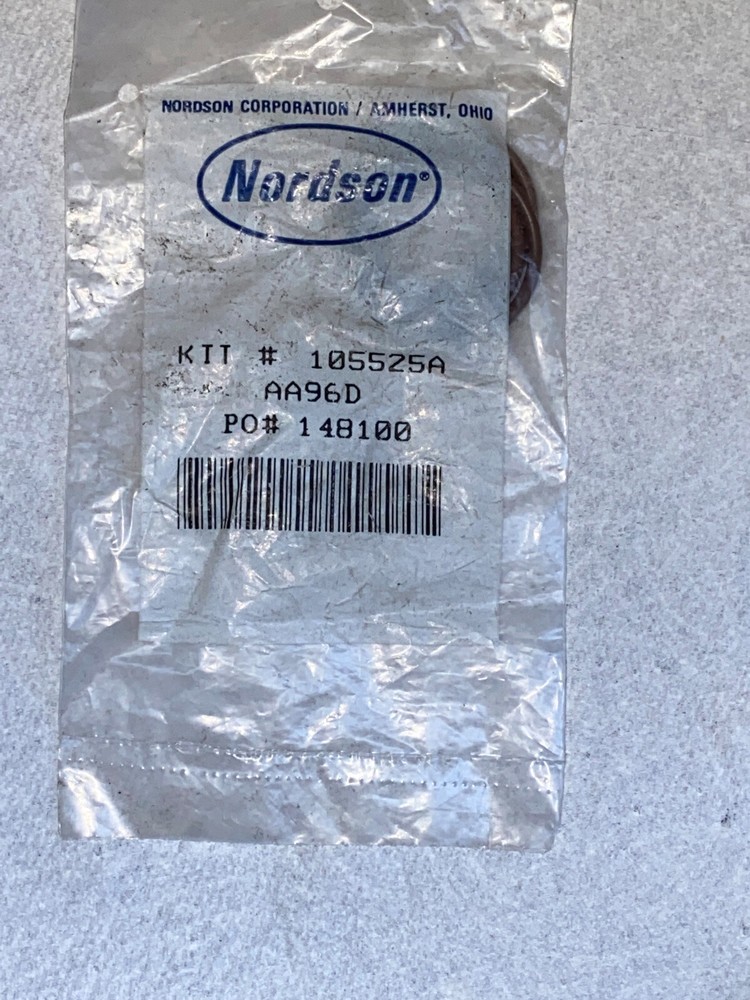 NORDSON CORPORATION / AMHERST, OHIO
Nordson®
KIT # 105525A
AA96D
PO# 148100